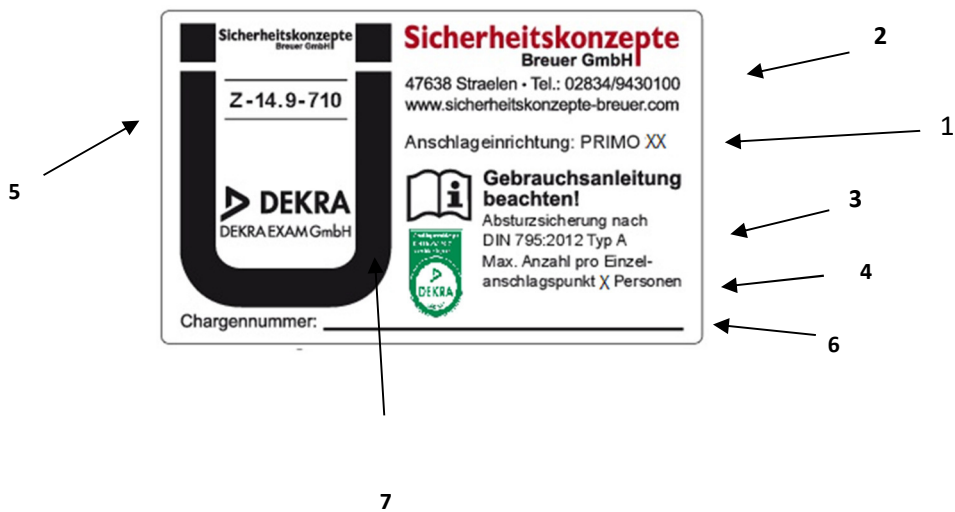 Sicherheitskonzepte
Breuer GmbH
Z-14.9-710
DEKRA
DEKRA EXAM GmbH
Sicherheitskonzepte
Breuer GmbH
47638 Straelen • Tel.: 02834/9430100
www.sicherheitskonzepte-breuer.com
Anschlageinrichtung: PRIMO XX
Gebrauchsanleitung
beachten!
Absturzsicherung nach
DIN 795:2012 Typ A
Max. Anzahl pro Einzel-
anschlagspunkt X Personen
DEKRA
Chargennummer:
2
1
5
3
4
6
7